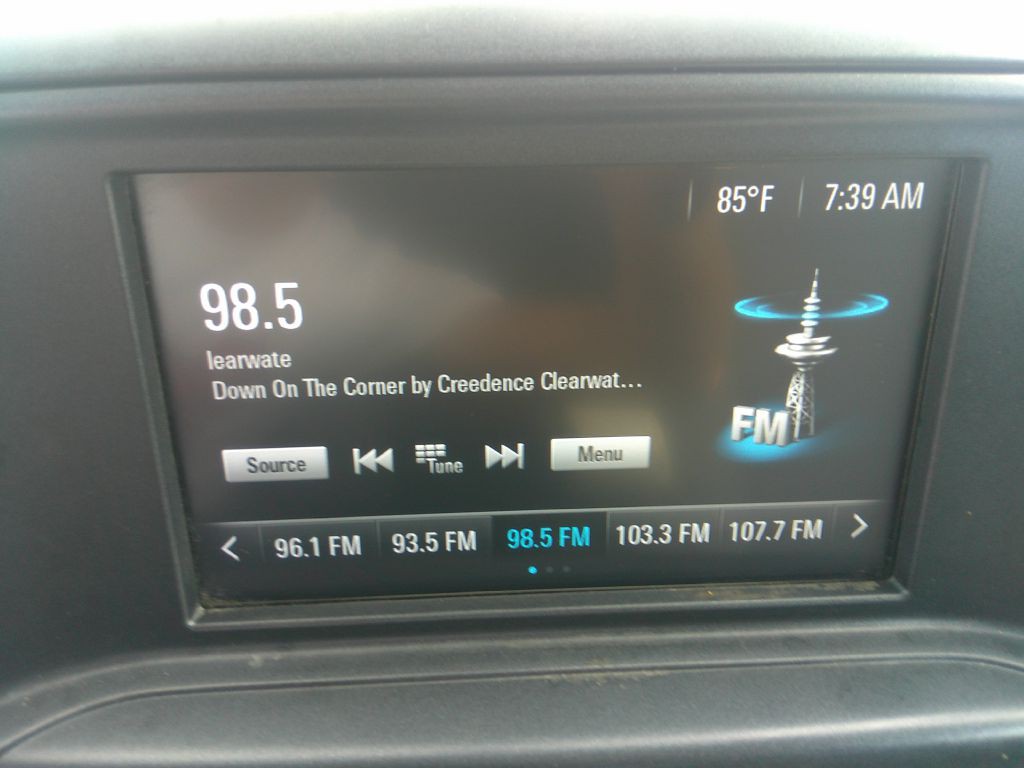 85°F 7:39 AM
98.5
learwate
Down On The Corner by Creedence Clearwat...
FM
Source Tune Menu
< 96.1 FM 93.5 FM 98.5 FM 103.3 FM 107.7 FM >